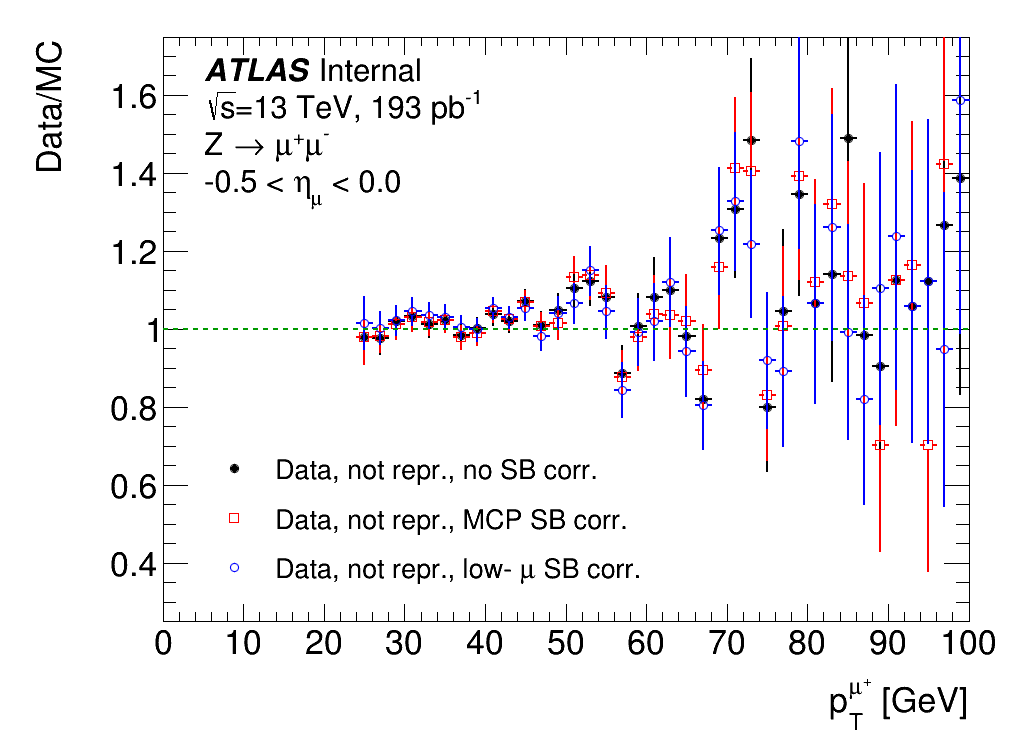 Data/MC
ATLAS Internal
√s=13 TeV, 193 pb⁻¹
Z → μ⁺μ⁻
-0.5 < η_μ < 0.0
1.6
1.4
1.2
1
0.8
0.6
0.4
Data, not repr., no SB corr.
Data, not repr., MCP SB corr.
Data, not repr., low- μ SB corr.
0 10 20 30 40 50 60 70 80 90 100
p_T^μ⁺ [GeV]